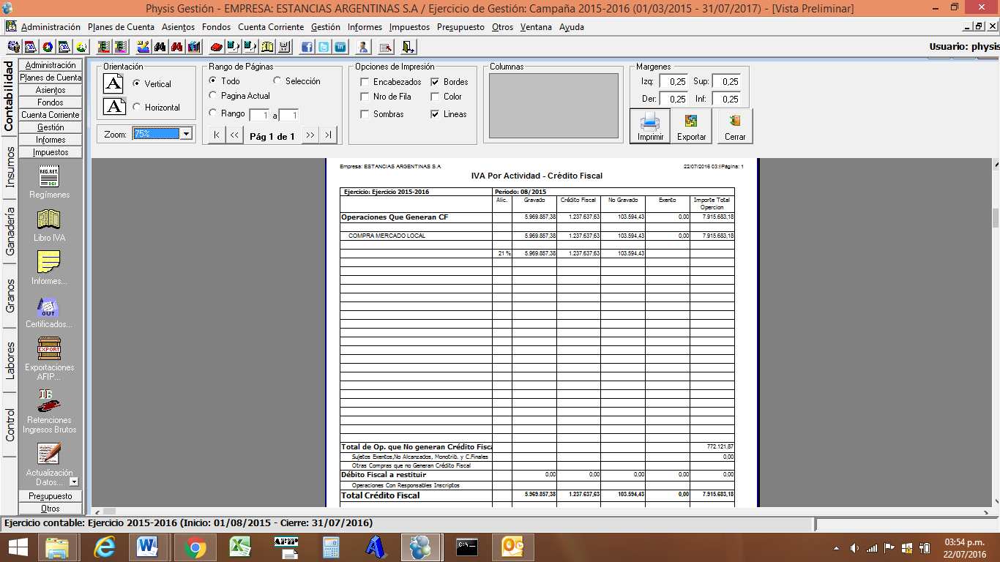 Physis Gestión - EMPRESA: ESTANCIAS ARGENTINAS S.A / Ejercicio de Gestión: Campaña 2015-2016 (01/03/2015 - 31/07/2017) - [Vista Preliminar]
Administración Planes de Cuenta Asientos Fondos Cuenta Corriente Gestión Informes Impuestos Presupuesto Otros Ventana Ayuda
Usuario: physis
Contabilidad
Insumos
Ganadería
Granos
Labores
Control
Administración
Planes de Cuenta
Asientos
Fondos
Cuenta Corriente
Gestión
Informes
Impuestos
REG.RET.
DGI
Regímenes
Libro IVA
Informes...
OUT
Certificados...
EXPORT
Exportaciones
AFIP...
IB
Retenciones
Ingresos Brutos
Actualización
Datos...
Presupuesto
Otros
Orientación
A Vertical
A Horizontal
Zoom: 75%
Rango de Páginas
Todo Selección
Pagina Actual
Rango 1 a 1
|< << Pág 1 de 1 >> >|
Opciones de Impresión
Encabezados Bordes
Nro de Fila Color
Sombras Lineas
Columnas
Margenes
Izq: 0,25 Sup: 0,25
Der: 0,25 Inf: 0,25
Imprimir Exportar Cerrar
Empresa: ESTANCIAS ARGENTINAS S.A 22/07/2016 Página: 1
IVA Por Actividad - Crédito Fiscal
Ejercicio: Ejercicio 2015-2016 Periodo: 08/2015
Alic. Gravado Crédito Fiscal No Gravado Exento Importe Total
Opercion
Operaciones Que Generan CF 5.969.857,38 1.237.637,63 103.594,43 0,00 7.915.683,18
COMPRA MERCADO LOCAL 5.969.857,38 1.237.637,63 103.594,43 0,00 7.915.683,18
21 % 5.969.857,38 1.237.637,63 103.594,43
Total de Op. que No generan Crédito Fisca 772.121,87
Sujetos Exentos,No Alcanzados, Monotrib. y C.Finales 0,00
Otras Compras que no Generan Crédito Fiscal
Débito Fiscal a restituir 0,00 0,00 0,00 0,00 0,00
Operaciones Con Responsables Inscriptos
Total Crédito Fiscal 5.969.857,38 1.237.637,63 103.594,43 0,00 7.915.683,18
Ejercicio contable: Ejercicio 2015-2016 (Inicio: 01/08/2015 - Cierre: 31/07/2016)
AFIP
03:54 p.m.
22/07/2016